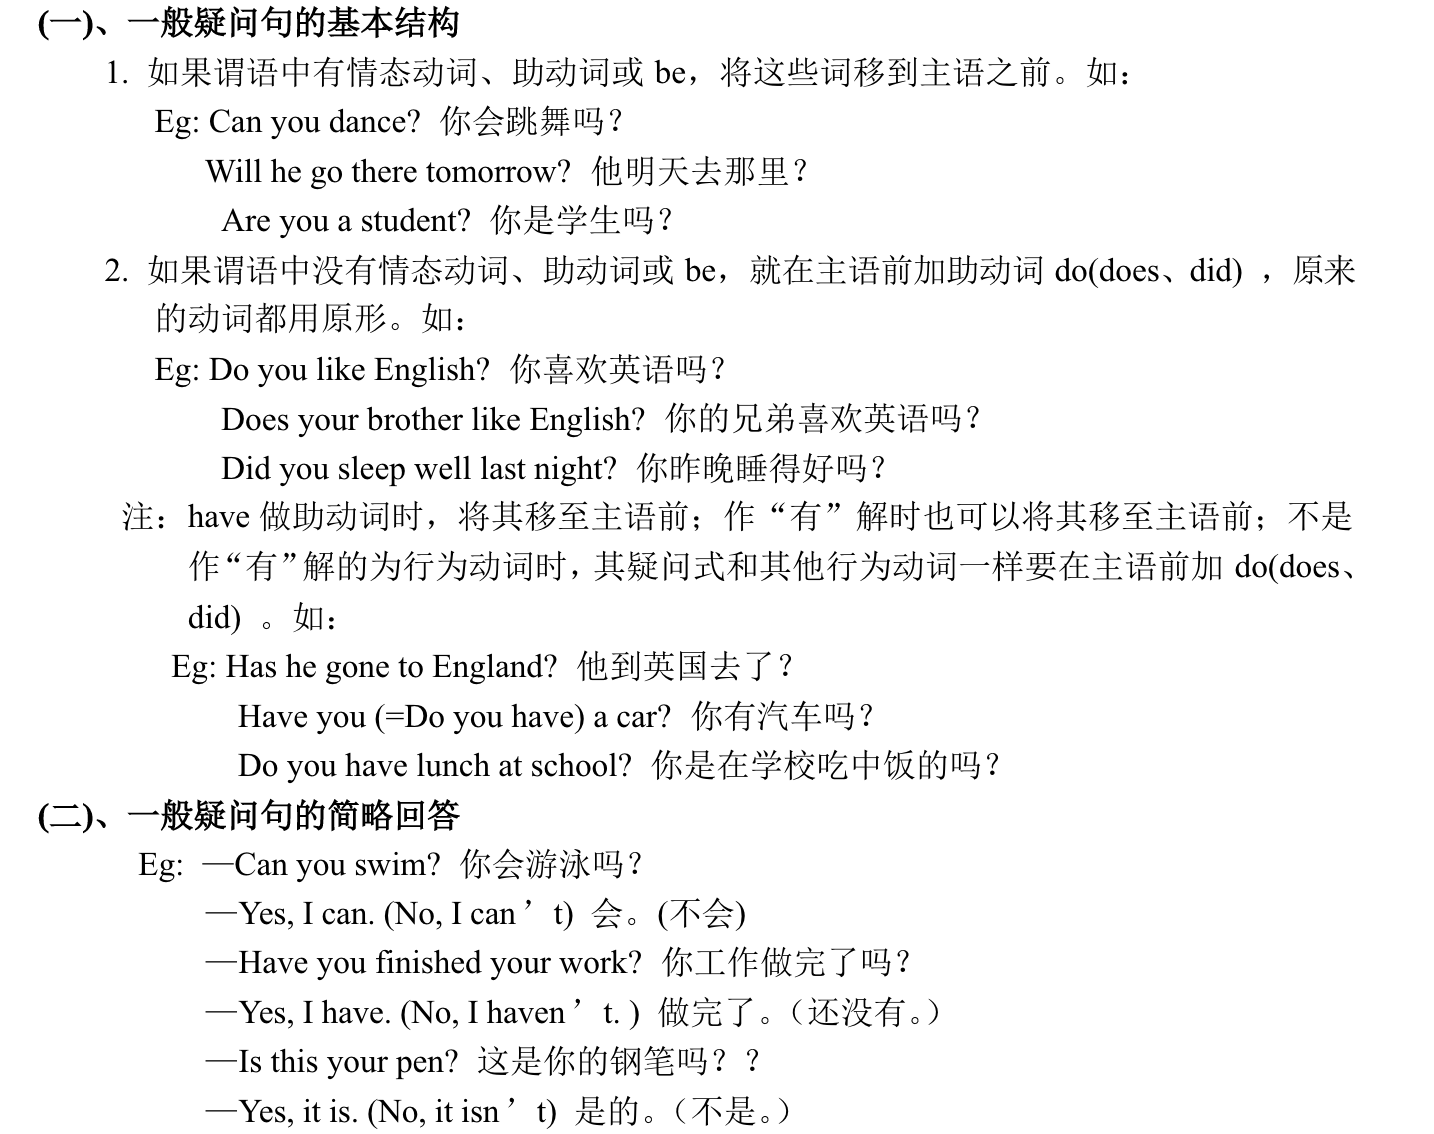 (一)、一般疑问句的基本结构
1. 如果谓语中有情态动词、助动词或 be，将这些词移到主语之前。如：
Eg: Can you dance? 你会跳舞吗？
Will he go there tomorrow? 他明天去那里？
Are you a student? 你是学生吗？
2. 如果谓语中没有情态动词、助动词或 be，就在主语前加助动词 do(does、did) ，原来
的动词都用原形。如：
Eg: Do you like English? 你喜欢英语吗？
Does your brother like English? 你的兄弟喜欢英语吗？
Did you sleep well last night? 你昨晚睡得好吗？
注：have 做助动词时，将其移至主语前；作“有”解时也可以将其移至主语前；不是
作“有”解的为行为动词时，其疑问式和其他行为动词一样要在主语前加 do(does、
did) 。如：
Eg: Has he gone to England? 他到英国去了？
Have you (=Do you have) a car? 你有汽车吗？
Do you have lunch at school? 你是在学校吃中饭的吗？
(二)、一般疑问句的简略回答
Eg: —Can you swim? 你会游泳吗？
—Yes, I can. (No, I can’t) 会。(不会)
—Have you finished your work? 你工作做完了吗？
—Yes, I have. (No, I haven’t. ) 做完了。（还没有。）
—Is this your pen? 这是你的钢笔吗？？
—Yes, it is. (No, it isn’t) 是的。（不是。）